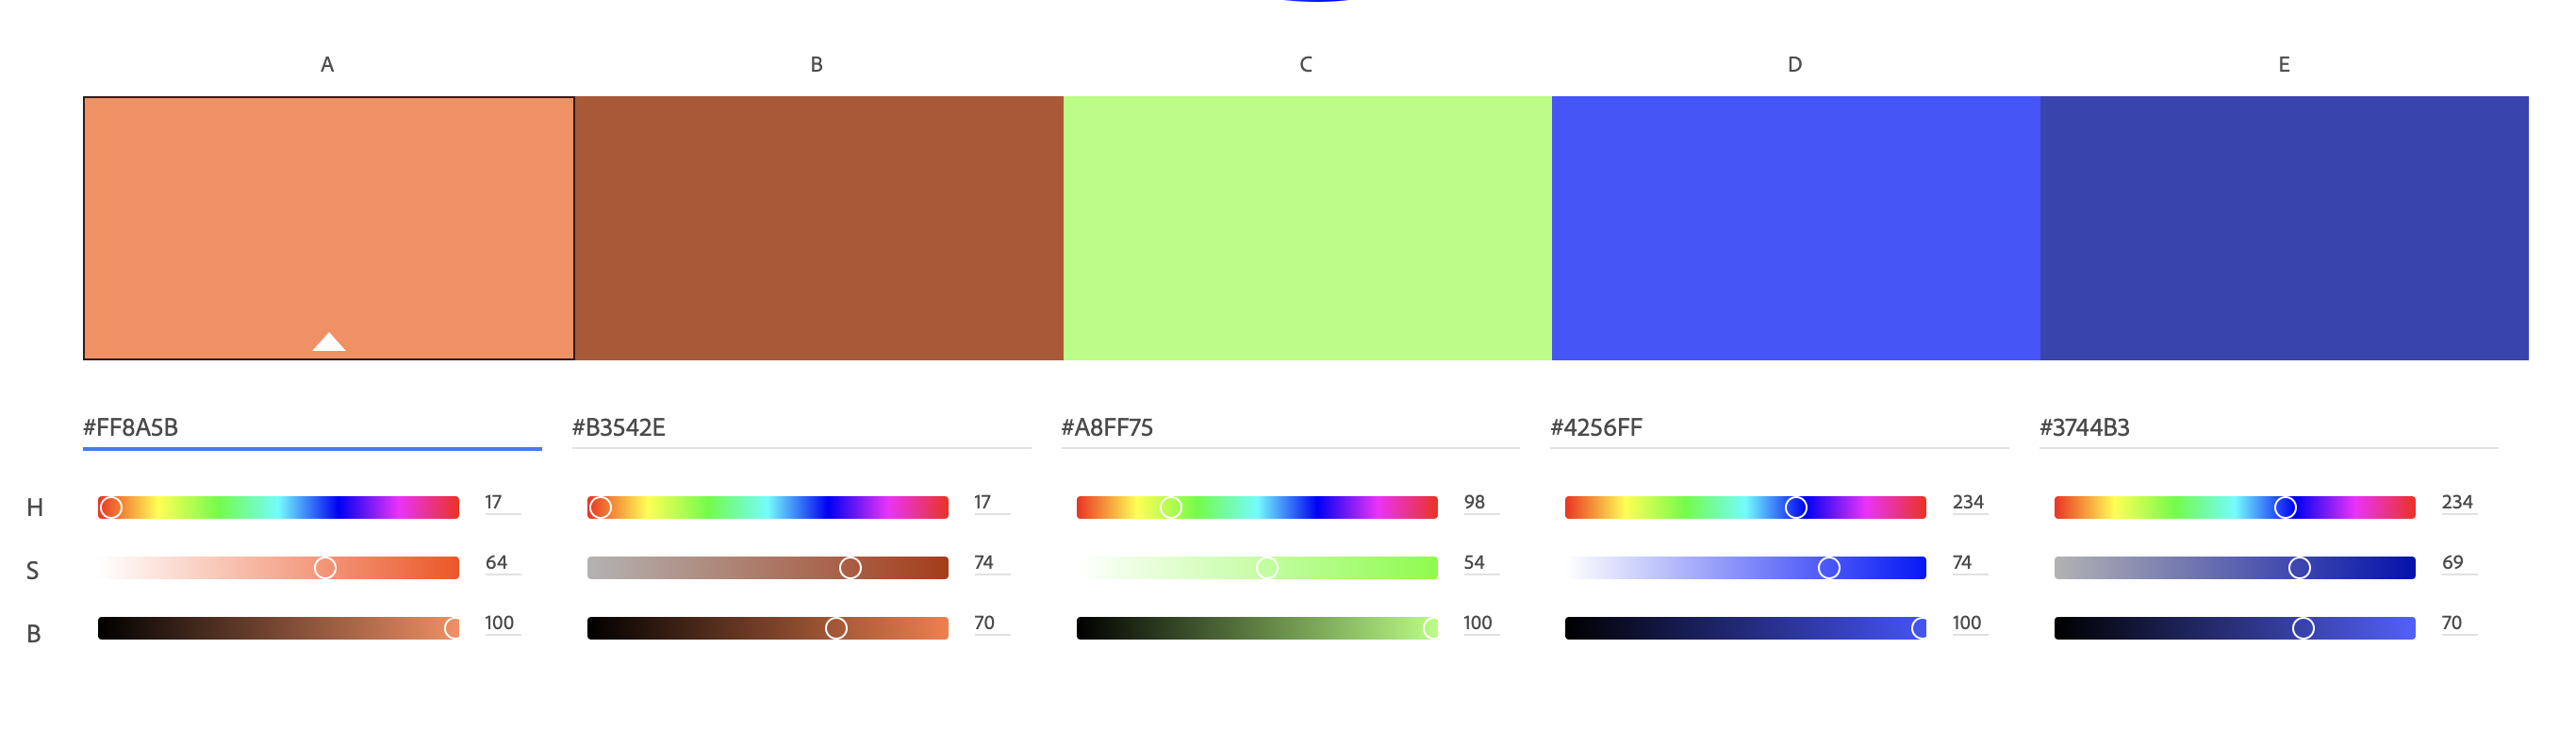 A B C D E
#FF8A5B #B3542E #A8FF75 #4256FF #3744B3
H 17 17 98 234 234
S 64 74 54 74 69
B 100 70 100 100 70